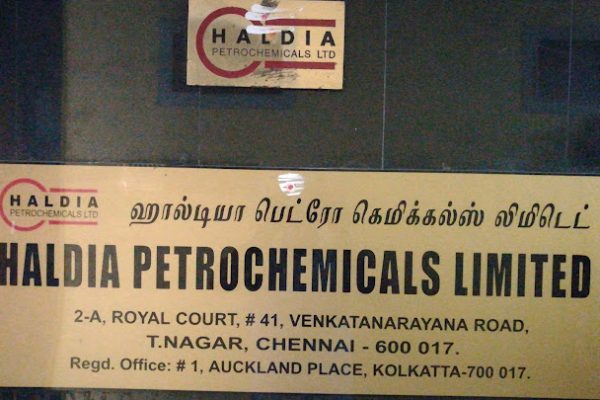 HALDIA
PETROCHEMICALS LTD
HALDIA
PETROCHEMICALS LTD
ஹால்டியா பெட்ரோ கெமிக்கல்ஸ் லிமிடெட்
HALDIA PETROCHEMICALS LIMITED
2-A, ROYAL COURT, # 41, VENKATANARAYANA ROAD,
T.NAGAR, CHENNAI - 600 017.
Regd. Office: # 1, AUCKLAND PLACE, KOLKATTA-700 017.